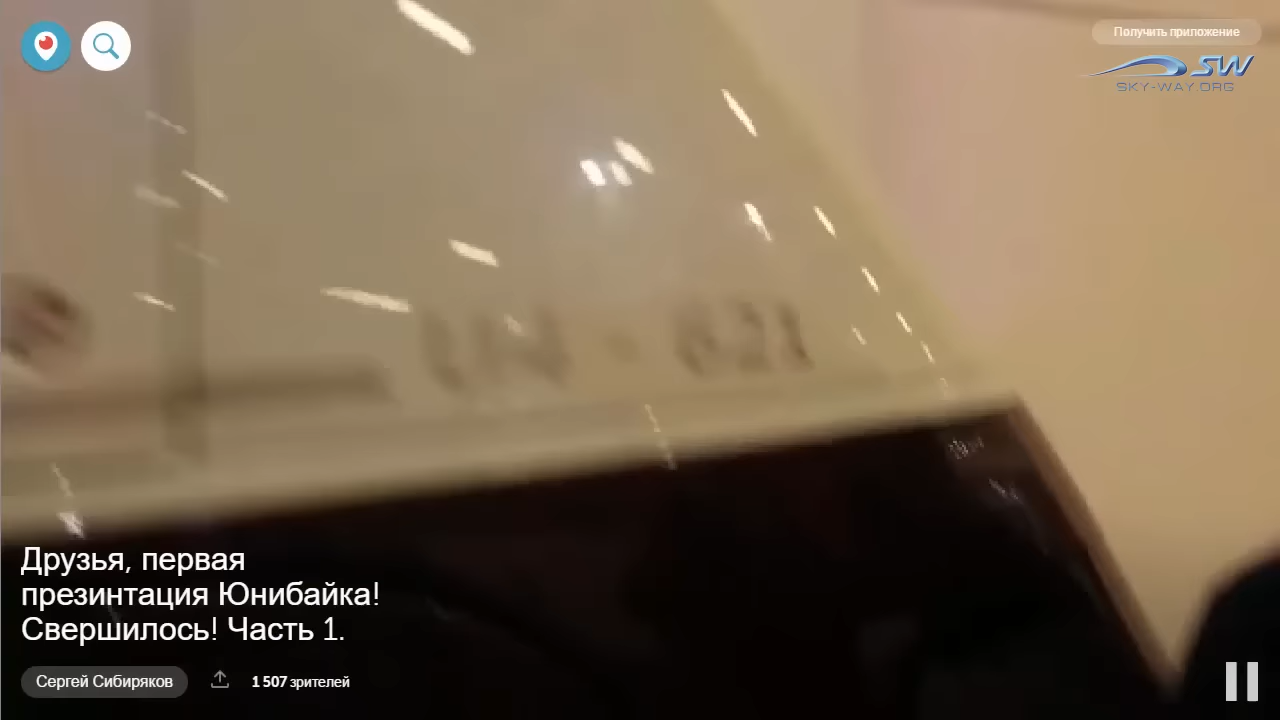 Получить приложение
SW
SKY-WAY.ORG
Друзья, первая
презинтация Юнибайка!
Свершилось! Часть 1.
Сергей Сибиряков
1 507 зрителей